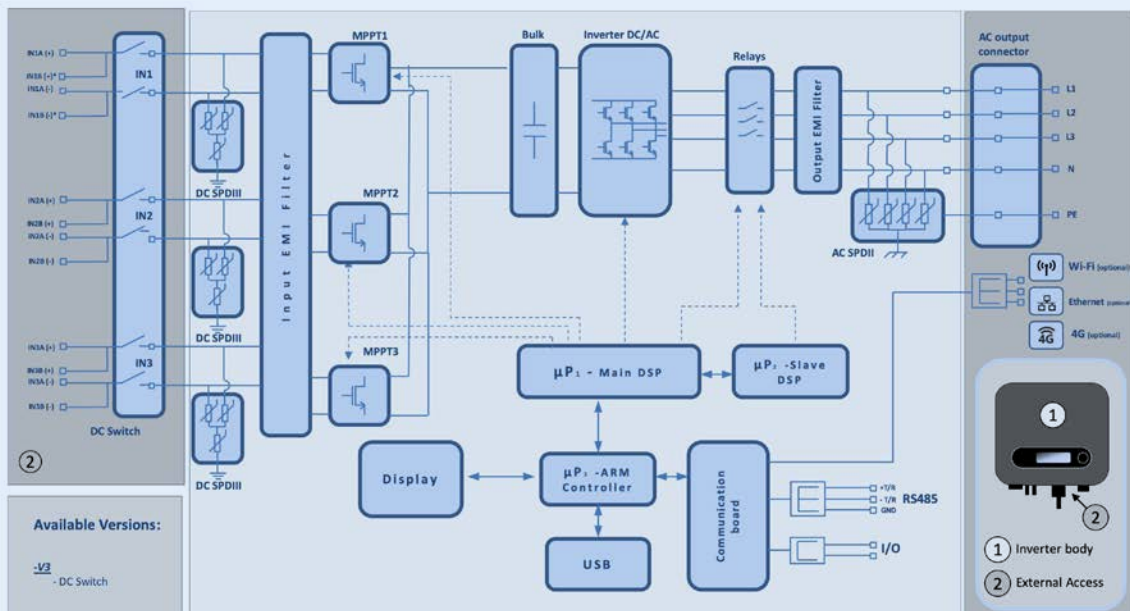 IN1A (+)
IN1B (+)*
IN1A (-)
IN1B (-)*
IN1
DC SPDIII
IN2A (+)
IN2B (+)
IN2A (-)
IN2B (-)
IN2
DC SPDIII
IN3A (+)
IN3B (+)
IN3A (-)
IN3B (-)
IN3
DC SPDIII
DC Switch
2
Input EMI Filter
MPPT1
MPPT2
MPPT3
Bulk
Inverter DC/AC
Relays
Output EMI Filter
AC SPDII
AC output
connector
L1
L2
L3
N
PE
Wi-Fi (optional)
Ethernet
4G
4G (optional)
µP1 - Main DSP
µP2 -Slave
DSP
Display
µP3 -ARM
Controller
USB
Communication
board
+T/R
- T/R
GND
RS485
I/O
1
2
1 Inverter body
2 External Access
Available Versions:
-V3
- DC Switch